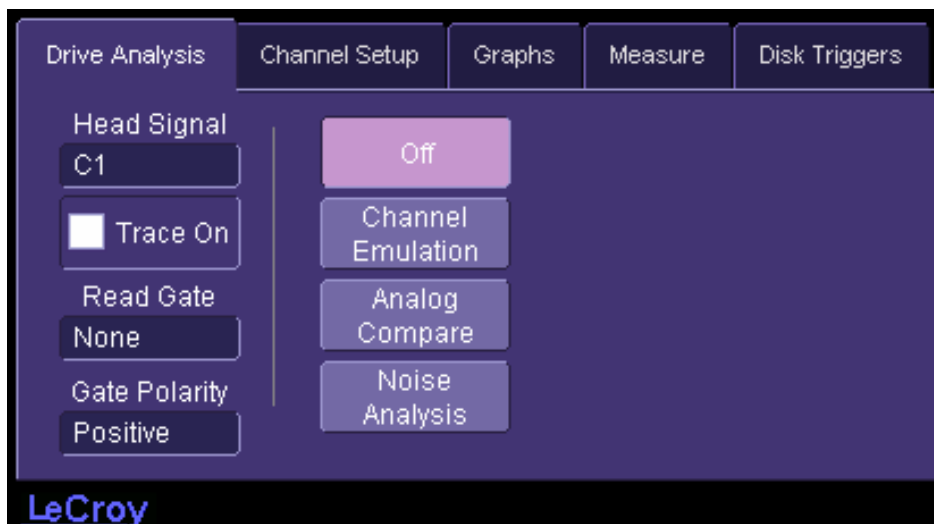 Drive Analysis
Channel Setup
Graphs
Measure
Disk Triggers
Head Signal
C1
Trace On
Read Gate
None
Gate Polarity
Positive
Off
Channel
Emulation
Analog
Compare
Noise
Analysis
LeCroy